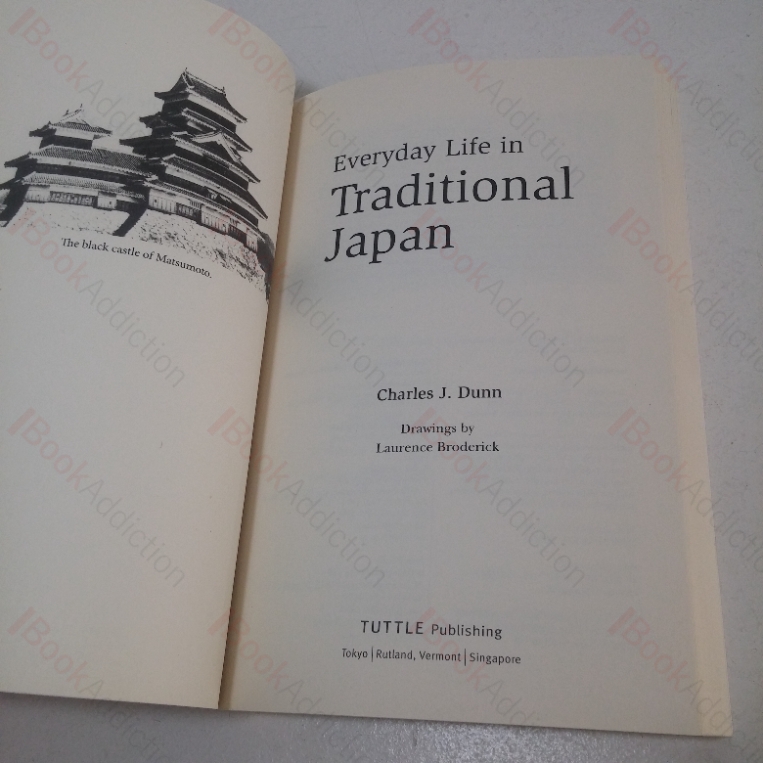 The black castle of Matsumoto.
Everyday Life in
Traditional
Japan
Charles J. Dunn
Drawings by
Laurence Broderick
TUTTLE Publishing
Tokyo | Rutland, Vermont | Singapore
BookAddiction